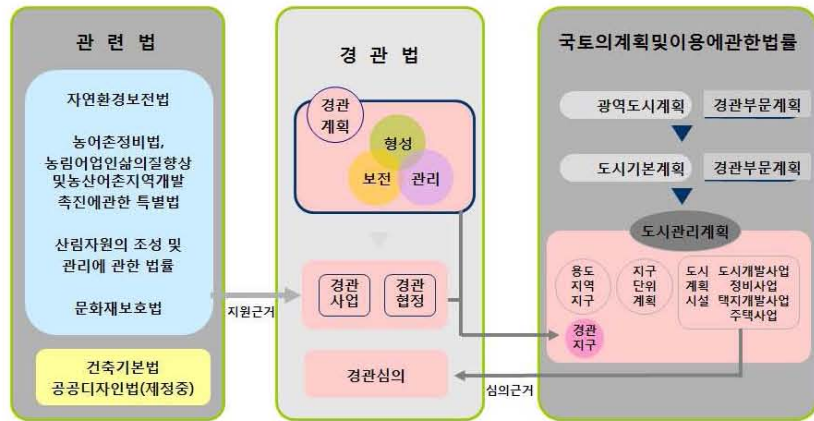 관 련 법
자연환경보전법
농어촌정비법,
농림어업인삶의질향상
및농산어촌지역개발
촉진에관한 특별법
산림자원의 조성 및
관리에 관한 법률
문화재보호법
건축기본법
공공디자인법(제정중)
지원근거
경 관 법
경관
계획
형성
보전
관리
경관
사업
경관
협정
경관심의
심의근거
국토의계획및이용에관한법률
광역도시계획
경관부문계획
도시기본계획
경관부문계획
도시관리계획
용도
지역
지구
지구
단위
계획
도시
계획
시설
도시개발사업
정비사업
택지개발사업
주택사업
경관
지구